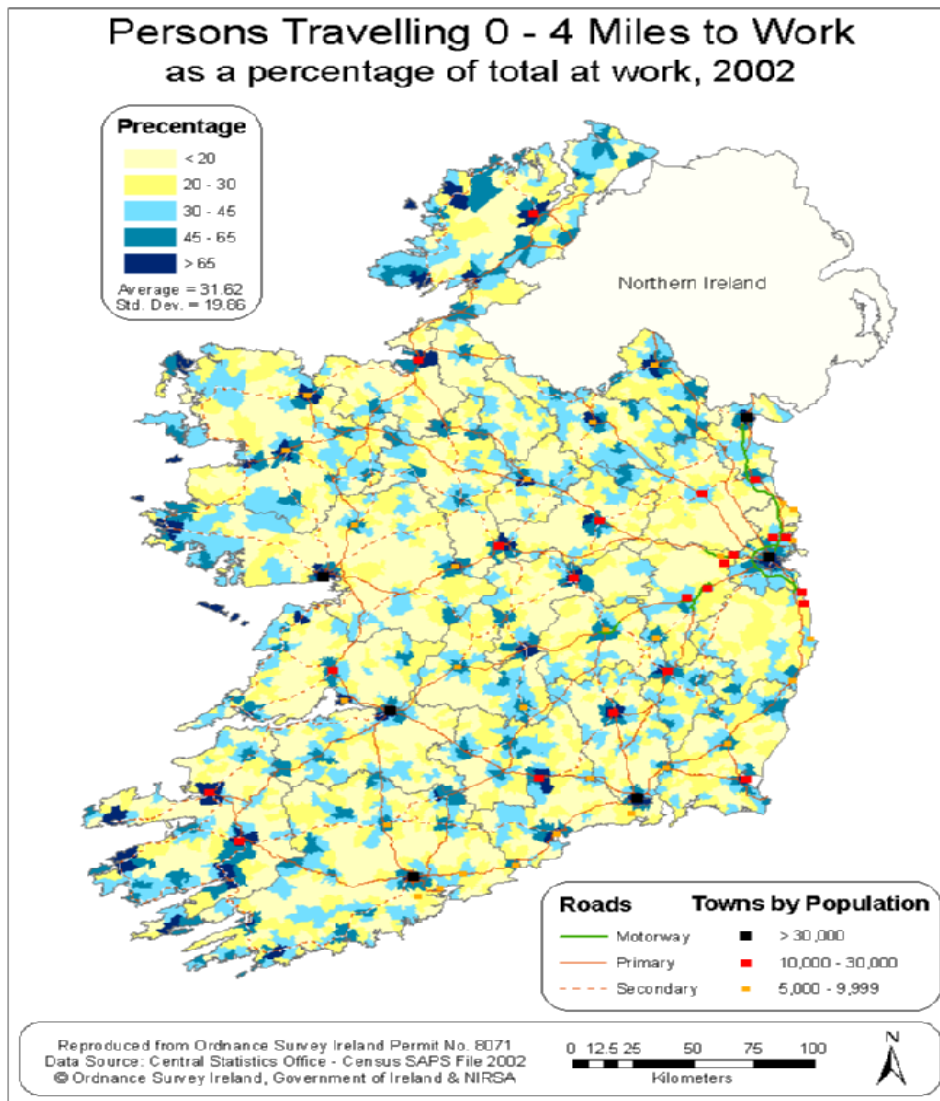 Persons Travelling 0 - 4 Miles to Work
as a percentage of total at work, 2002
Precentage
< 20
20 - 30
30 - 45
45 - 65
> 65
Average = 31.62
Std. Dev. = 19.86
Northern Ireland
Roads
Motorway
Primary
Secondary
Towns by Population
> 30,000
10,000 - 30,000
5,000 - 9,999
Reproduced from Ordnance Survey Ireland Permit No. 8071
Data Source: Central Statistics Office - Census SAPS File 2002
© Ordnance Survey Ireland, Government of Ireland & NIRSA
0 12.5 25 50 75 100
Kilometers
N